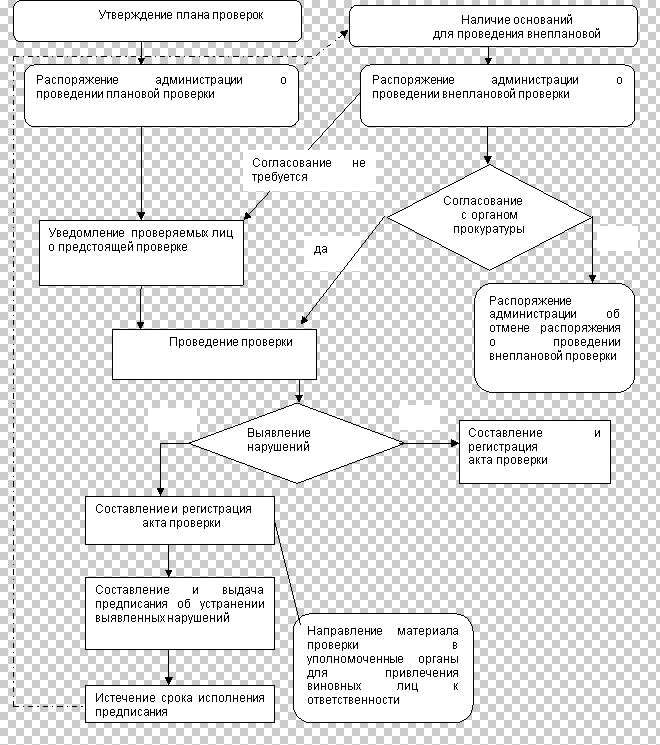 Утверждение плана проверок
Наличие оснований
для проведения внеплановой
Распоряжение администрации о
проведении плановой проверки
Распоряжение администрации о
проведении внеплановой проверки
Согласование не
требуется
Согласование
с органом
прокуратуры
Уведомление проверяемых лиц
о предстоящей проверке
да
Распоряжение
администрации об
отмене распоряжения
о проведении
внеплановой проверки
Проведение проверки
Выявление
нарушений
Составление и
регистрация
акта проверки
Составление и регистрация
акта проверки
Составление и выдача
предписания об устранении
выявленных нарушений
Направление материала
проверки в
уполномоченные органы
для привлечения
виновных лиц к
ответственности
Истечение срока исполнения
предписания